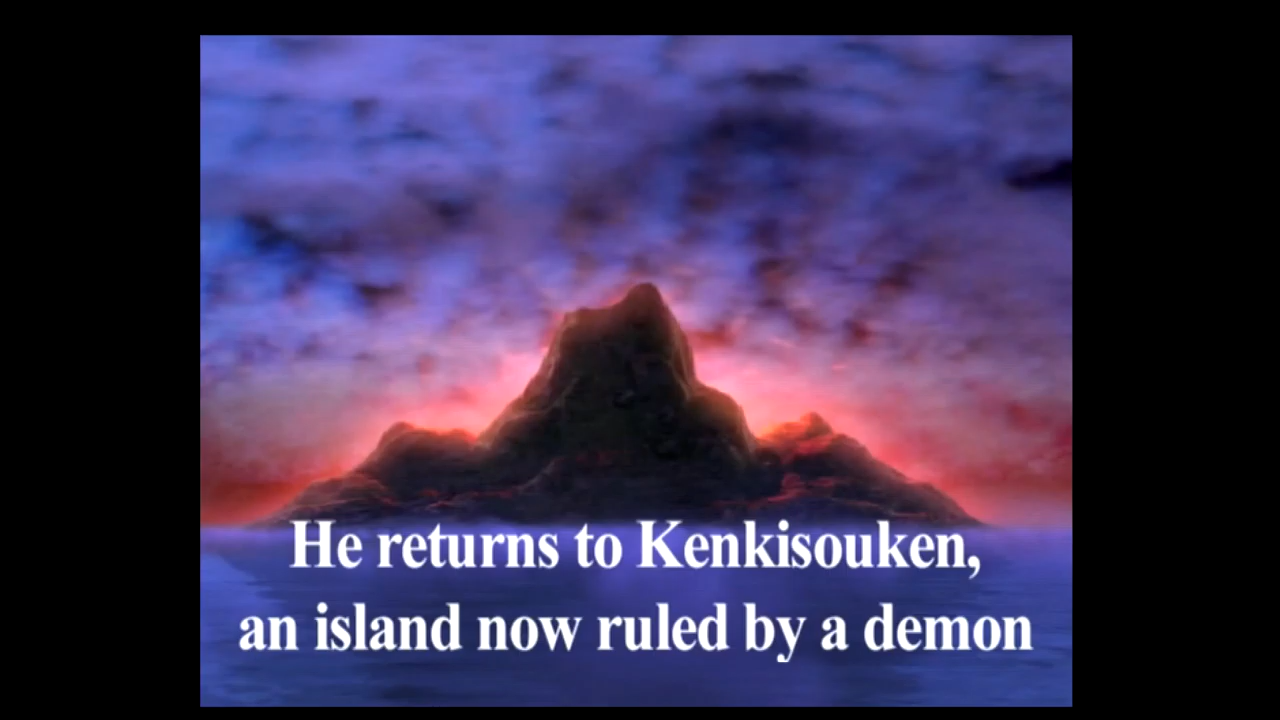 He returns to Kenkisouken,
an island now ruled by a demon